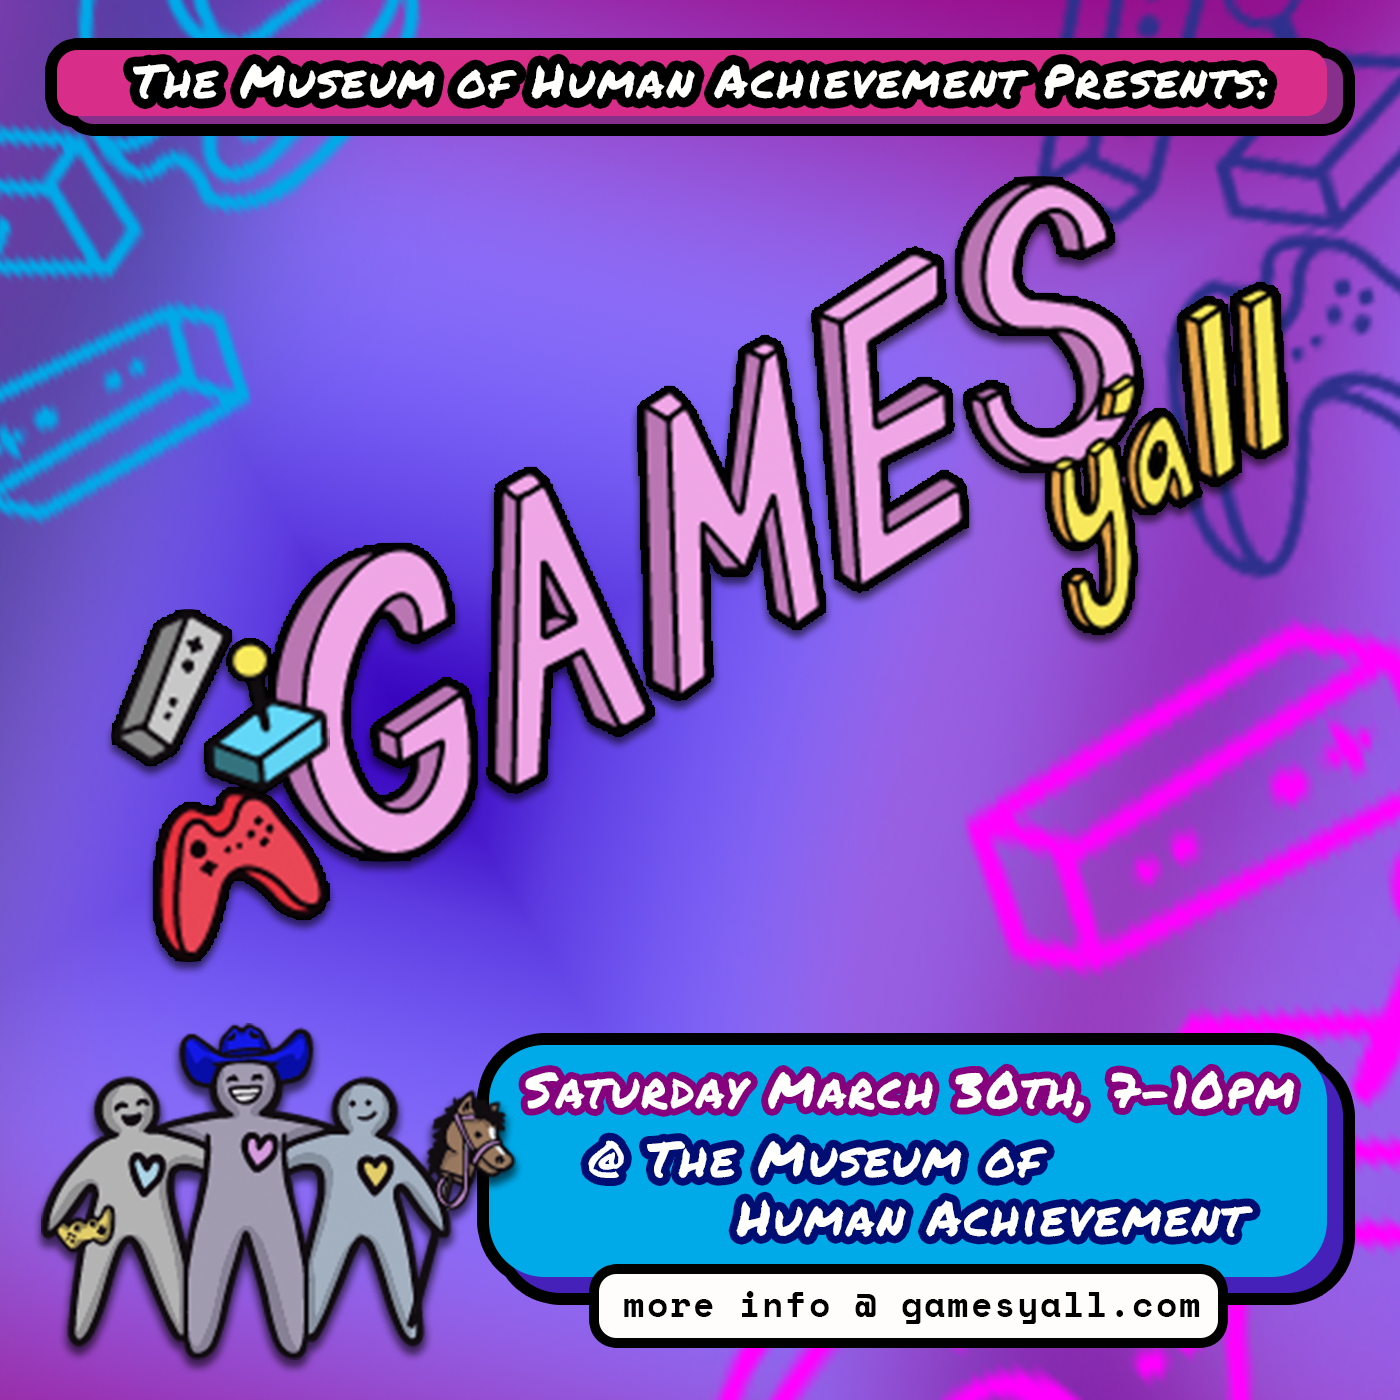 The Museum of Human Achievement Presents:
GAMES
y'all
Saturday March 30th, 7-10pm
@ The Museum of
Human Achievement
more info @ gamesyall.com